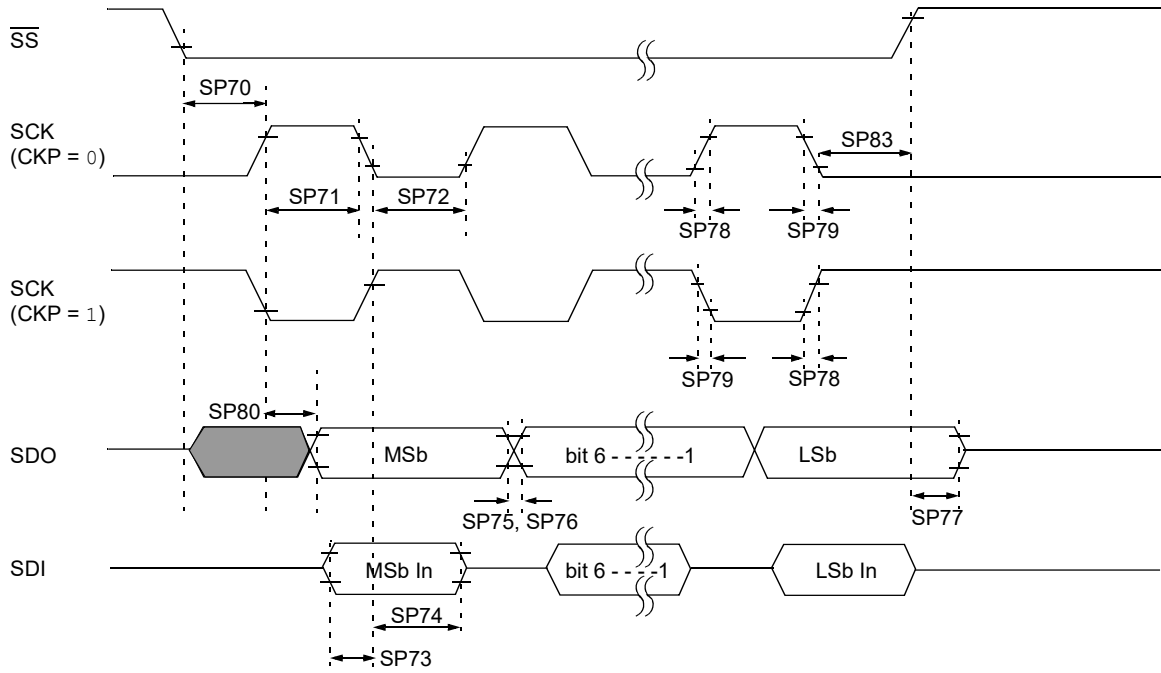 SS
SP70
SCK
(CKP = 0)
SP83
SP71
SP72
SP78
SP79
SCK
(CKP = 1)
SP79
SP78
SP80
SDO
MSb
bit 6 - - - - - -1
LSb
SP75, SP76
SP77
SDI
MSb In
bit 6 - - - -1
LSb In
SP74
SP73